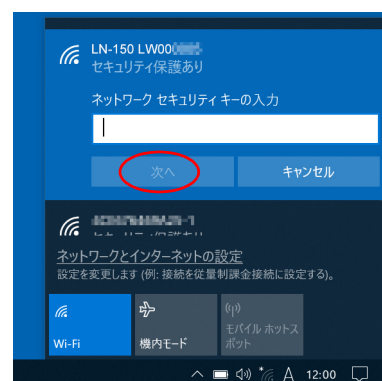 LN-150 LW00
セキュリティ保護あり
ネットワーク セキュリティ キーの入力
次へ
キャンセル
-1
ネットワークとインターネットの設定
設定を変更します (例: 接続を従量制課金接続に設定する)。
Wi-Fi
機内モード
モバイル ホットス
ポット
A 12:00